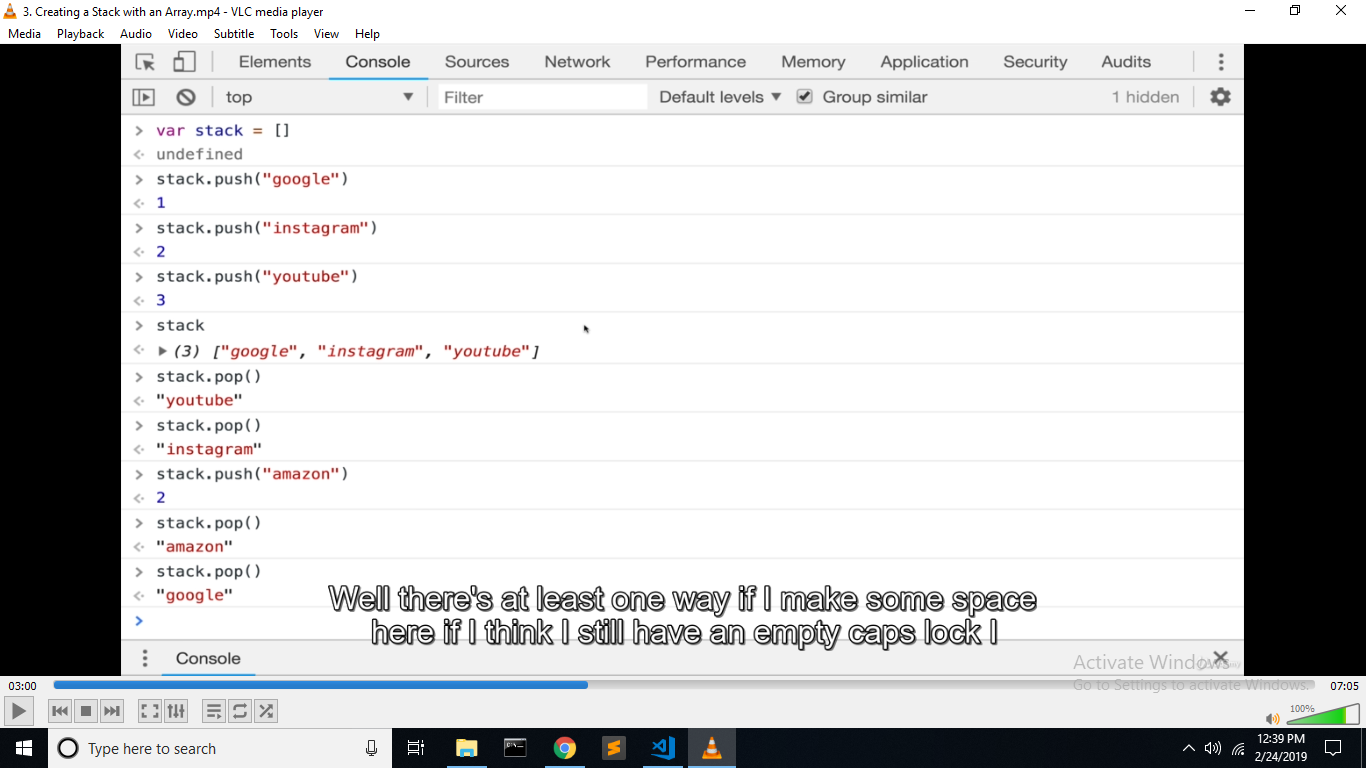 3. Creating a Stack with an Array.mp4 - VLC media player
Media Playback Audio Video Subtitle Tools View Help
Elements Console Sources Network Performance Memory Application Security Audits
top Filter Default levels Group similar 1 hidden
> var stack = []
undefined
> stack.push("google")
1
> stack.push("instagram")
2
> stack.push("youtube")
3
> stack
(3) ["google", "instagram", "youtube"]
> stack.pop()
"youtube"
> stack.pop()
"instagram"
> stack.push("amazon")
2
> stack.pop()
"amazon"
> stack.pop()
"google"
>
Well there's at least one way if I make some space
here if I think I still have an empty caps lock I
Console
Activate Windows
Go to Settings to activate Windows.
03:00 07:05
100%
Type here to search
12:39 PM
2/24/2019